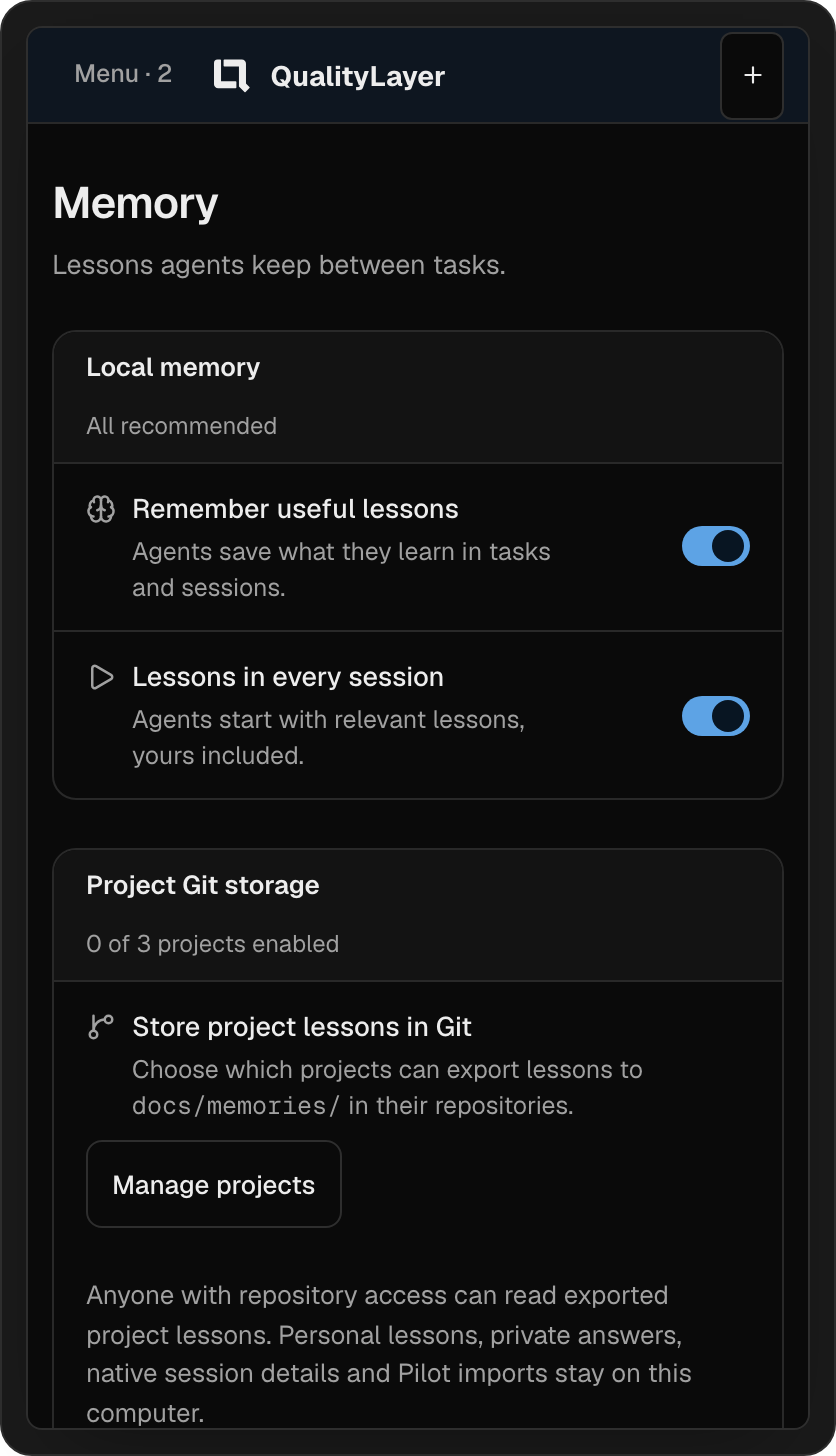 Menu · 2
QualityLayer
+
Memory
Lessons agents keep between tasks.
Local memory
All recommended
Remember useful lessons
Agents save what they learn in tasks
and sessions.
Lessons in every session
Agents start with relevant lessons,
yours included.
Project Git storage
0 of 3 projects enabled
Store project lessons in Git
Choose which projects can export lessons to
docs/memories/ in their repositories.
Manage projects
Anyone with repository access can read exported
project lessons. Personal lessons, private answers,
native session details and Pilot imports stay on this
computer.